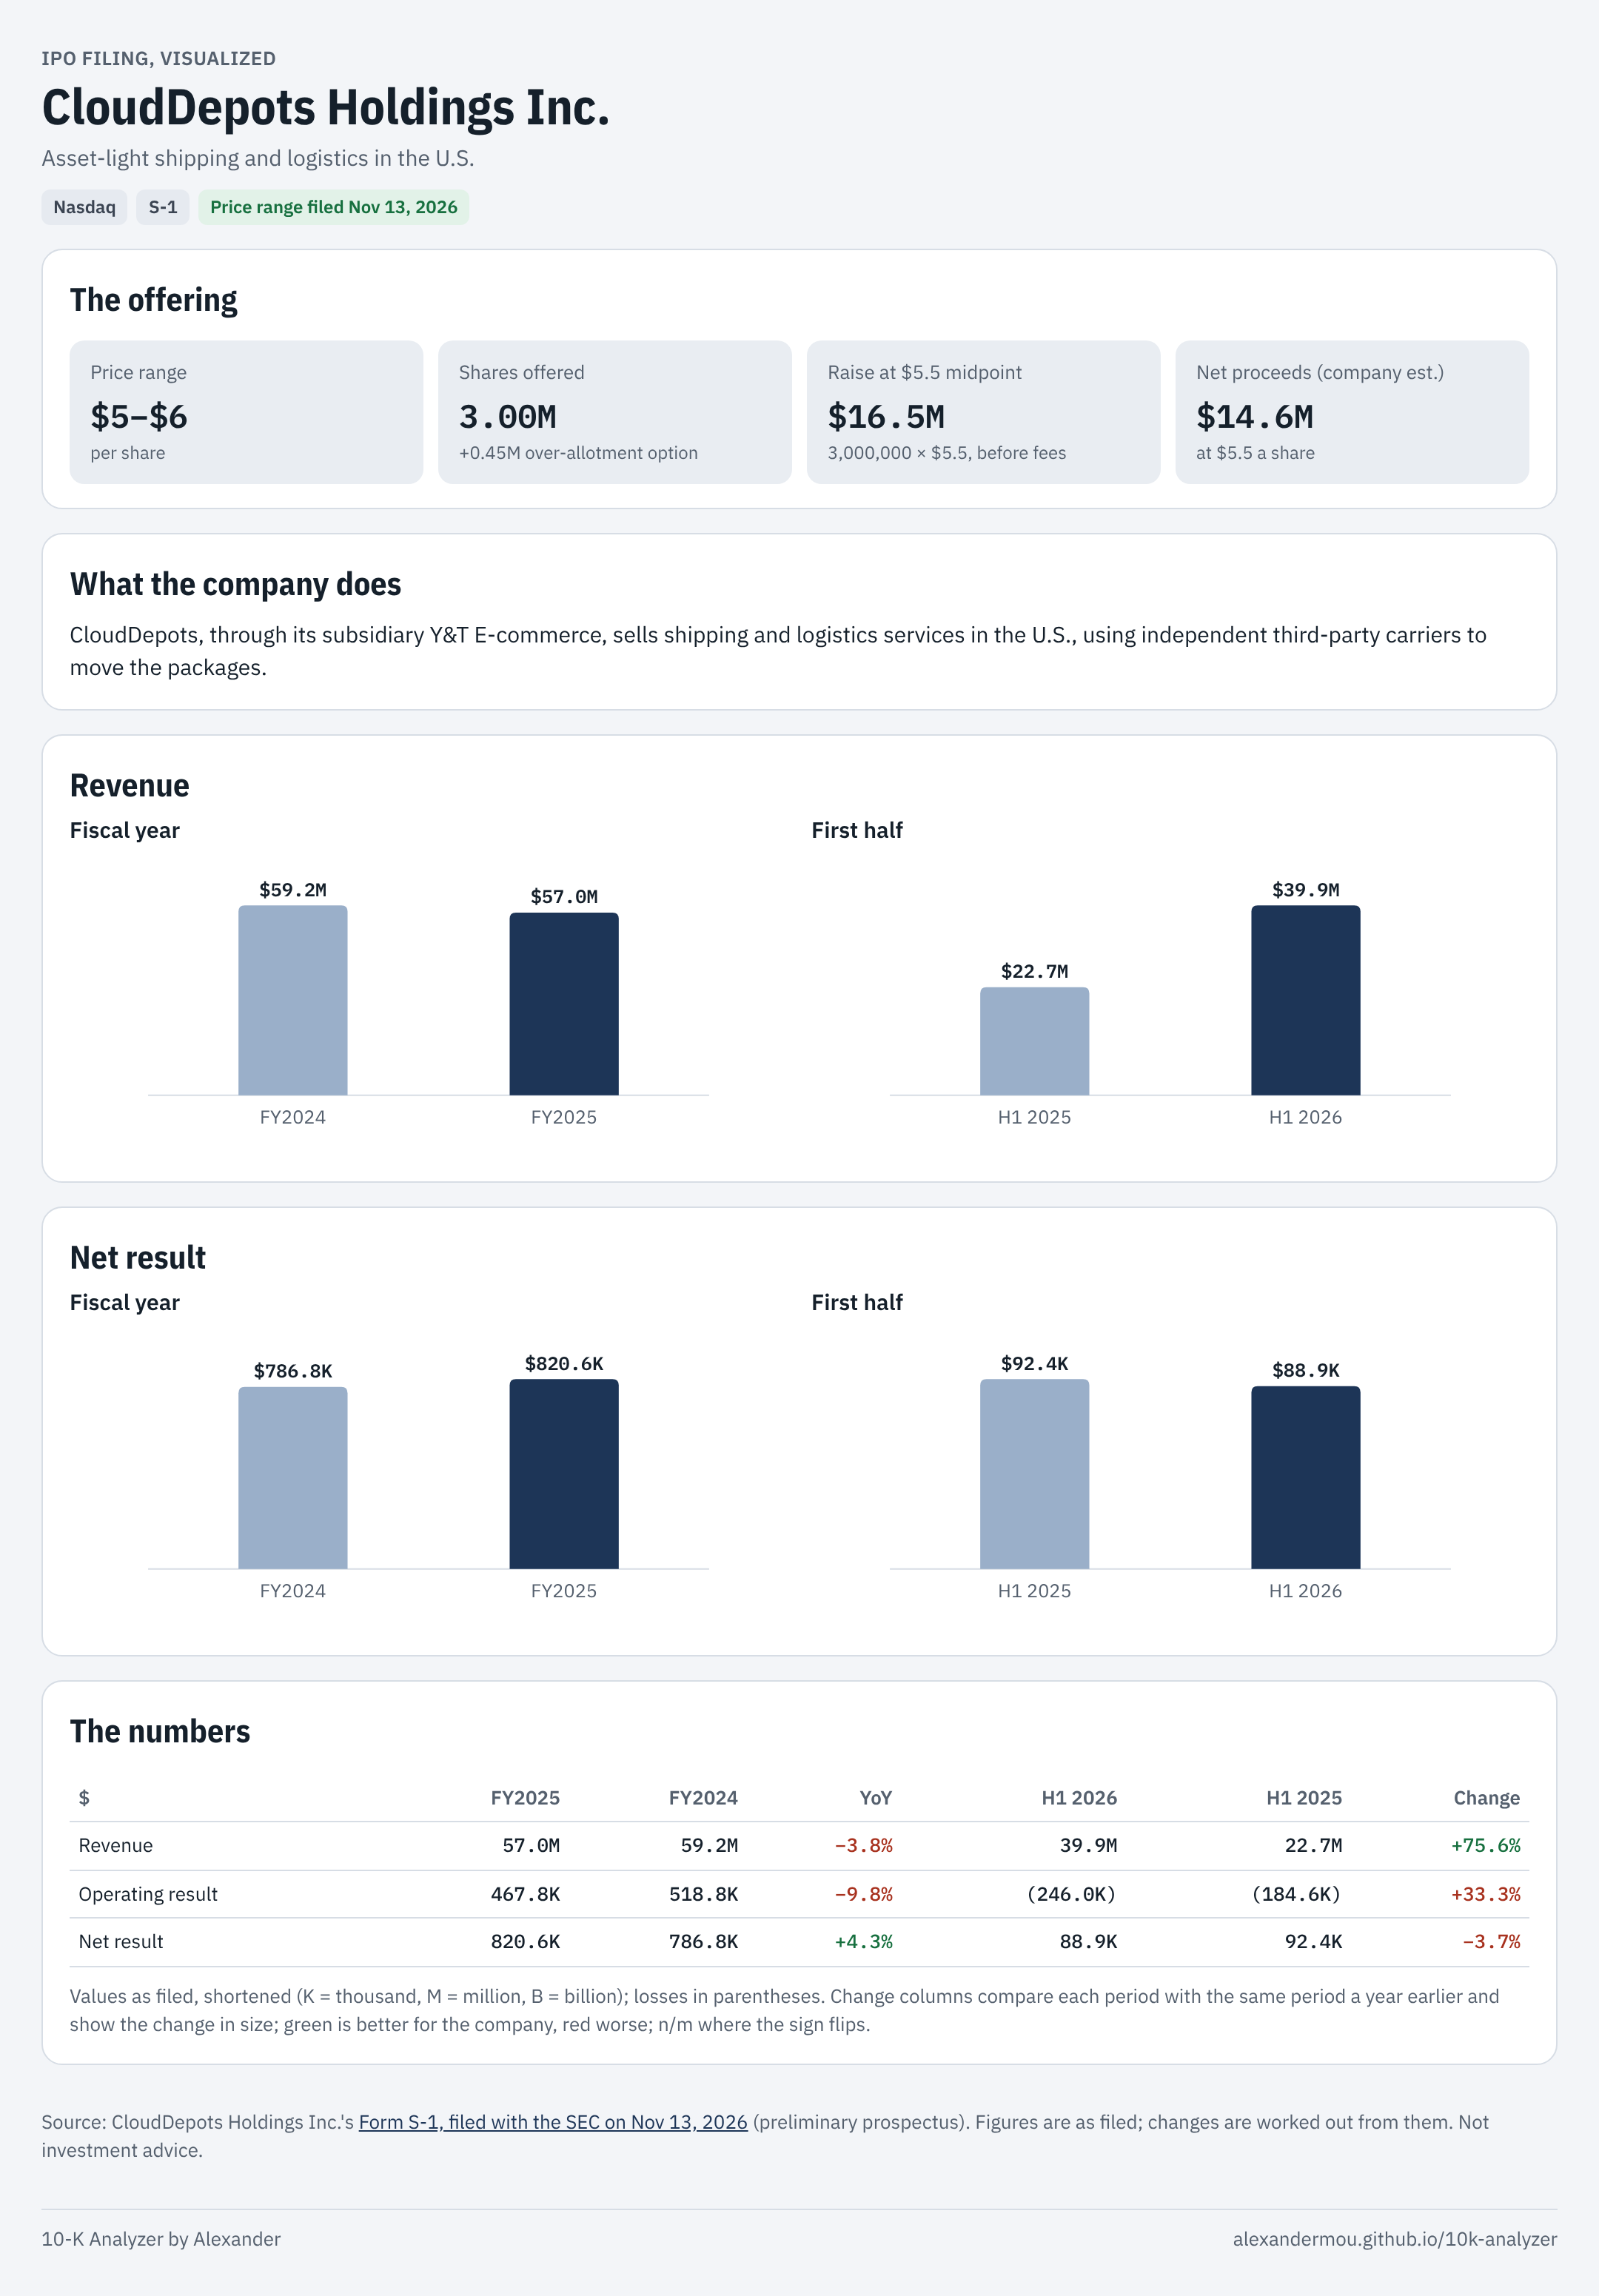 IPO FILING, VISUALIZED
CloudDepots Holdings Inc.
Asset-light shipping and logistics in the U.S.
Nasdaq S-1 Price range filed Nov 13, 2026
The offering
Price range
$5–$6
per share
Shares offered
3.00M
+0.45M over-allotment option
Raise at $5.5 midpoint
$16.5M
3,000,000 × $5.5, before fees
Net proceeds (company est.)
$14.6M
at $5.5 a share
What the company does
CloudDepots, through its subsidiary Y&T E-commerce, sells shipping and logistics services in the U.S., using independent third-party carriers to
move the packages.
Revenue
Fiscal year
$59.2M
$57.0M
FY2024
FY2025
First half
$22.7M
$39.9M
H1 2025
H1 2026
Net result
Fiscal year
$786.8K
$820.6K
FY2024
FY2025
First half
$92.4K
$88.9K
H1 2025
H1 2026
The numbers
$ FY2025 FY2024 YoY H1 2026 H1 2025 Change
Revenue 57.0M 59.2M −3.8% 39.9M 22.7M +75.6%
Operating result 467.8K 518.8K −9.8% (246.0K) (184.6K) +33.3%
Net result 820.6K 786.8K +4.3% 88.9K 92.4K −3.7%
Values as filed, shortened (K = thousand, M = million, B = billion); losses in parentheses. Change columns compare each period with the same period a year earlier and
show the change in size; green is better for the company, red worse; n/m where the sign flips.
Source: CloudDepots Holdings Inc.'s Form S-1, filed with the SEC on Nov 13, 2026 (preliminary prospectus). Figures are as filed; changes are worked out from them. Not
investment advice.
10-K Analyzer by Alexander
alexandermou.github.io/10k-analyzer